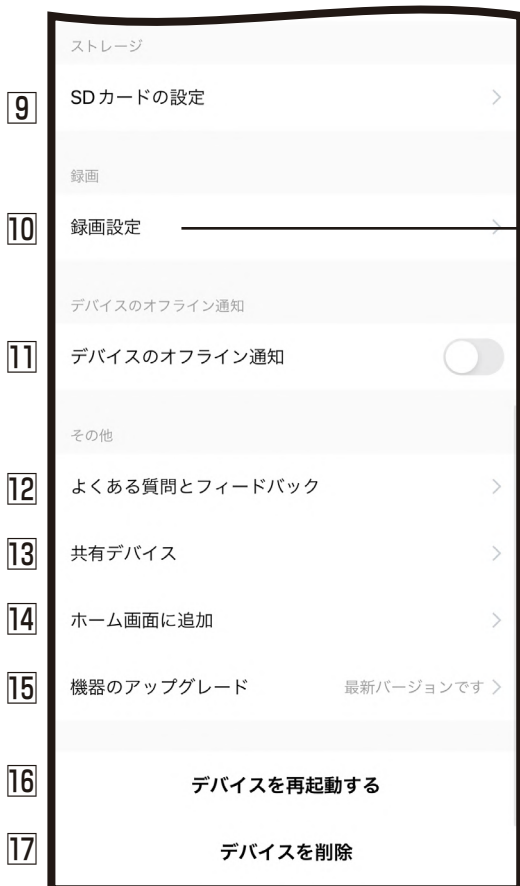 ストレージ
9 SDカードの設定
録画
10 録画設定
デバイスのオフライン通知
11 デバイスのオフライン通知
その他
12 よくある質問とフィードバック
13 共有デバイス
14 ホーム画面に追加
15 機器のアップグレード 最新バージョンです
16 デバイスを再起動する
17 デバイスを削除